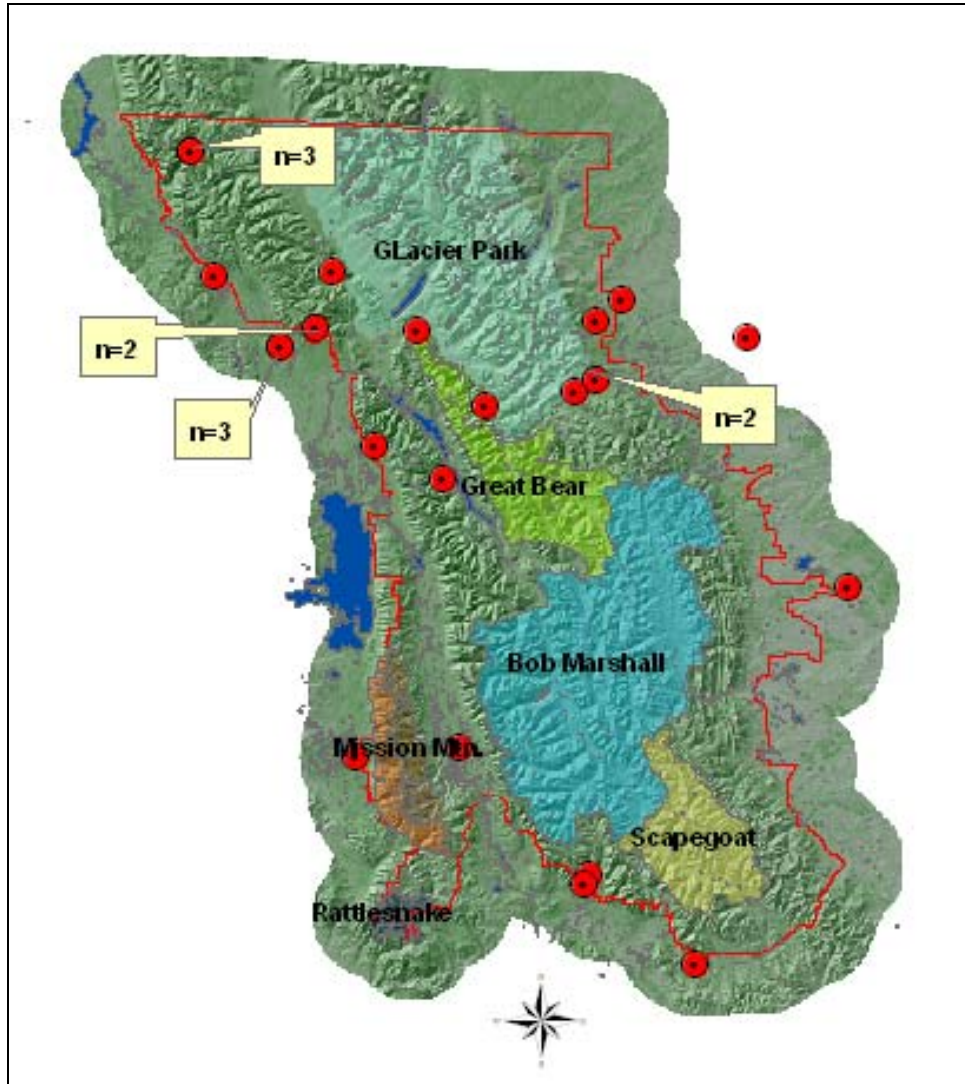 n=3
GLacier Park
n=2
n=2
n=3
Great Bear
Bob Marshall
Mission Mtn.
Scapegoat
Rattlesnake